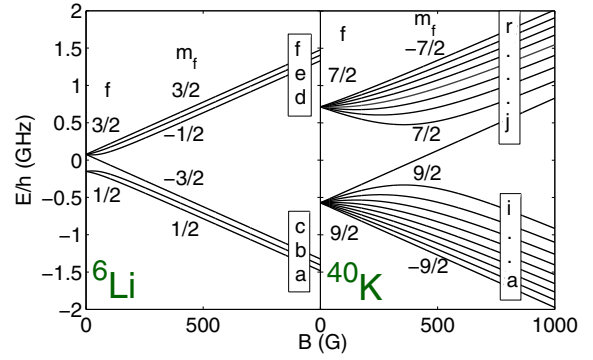 E/h (GHz)
2
1.5
1
0.5
0
−0.5
−1
−1.5
−2
f
m_f
3/2
3/2
−1/2
f
e
d
−3/2
1/2
1/2
c
b
a
6Li
0
500
f
m_f
−7/2
7/2
7/2
r
.
.
.
j
9/2
9/2
−9/2
i
.
.
a
40K
0
500
1000
B (G)